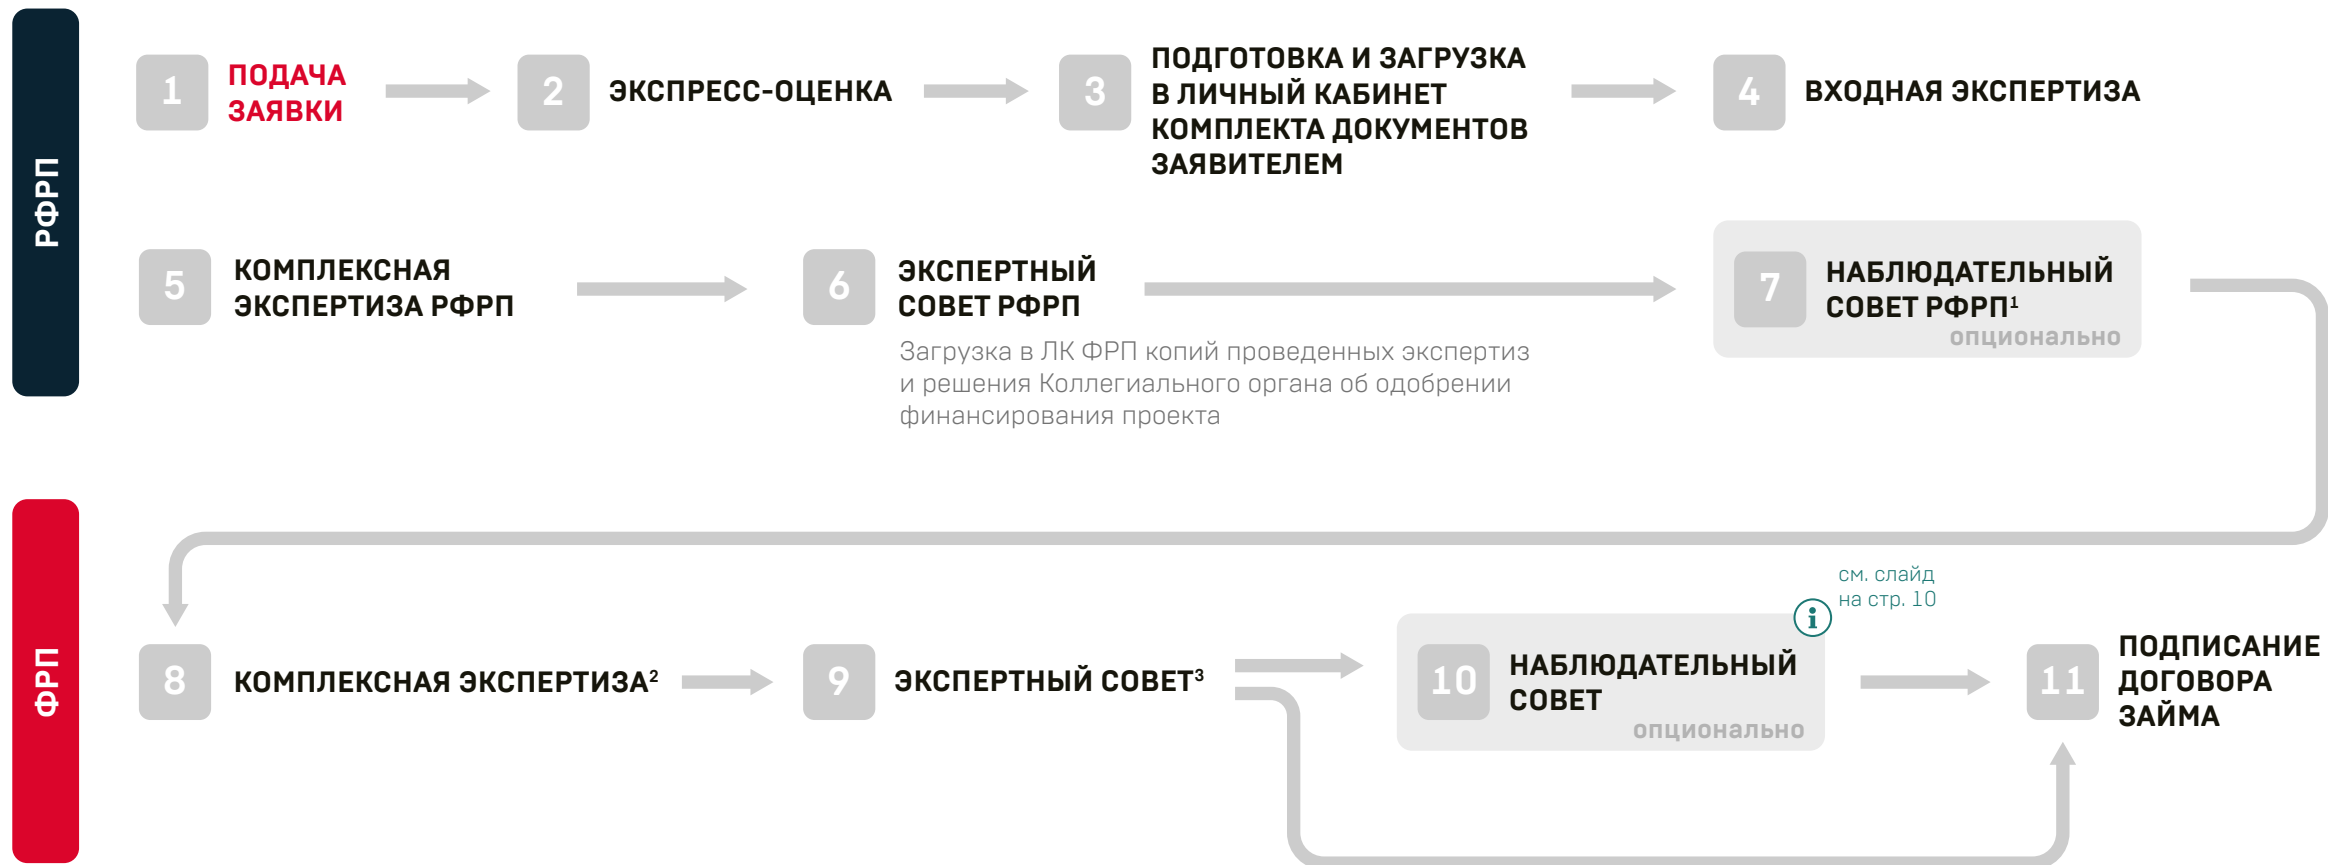 РФРП
1
ПОДАЧА
ЗАЯВКИ
2
ЭКСПРЕСС-ОЦЕНКА
3
ПОДГОТОВКА И ЗАГРУЗКА
В ЛИЧНЫЙ КАБИНЕТ
КОМПЛЕКТА ДОКУМЕНТОВ
ЗАЯВИТЕЛЕМ
4
ВХОДНАЯ ЭКСПЕРТИЗА
5
КОМПЛЕКСНАЯ
ЭКСПЕРТИЗА РФРП
6
ЭКСПЕРТНЫЙ
СОВЕТ РФРП
Загрузка в ЛК ФРП копий проведенных экспертиз
и решения Коллегиального органа об одобрении
финансирования проекта
7
НАБЛЮДАТЕЛЬНЫЙ
СОВЕТ РФРП¹
опционально
ФРП
8
КОМПЛЕКСНАЯ ЭКСПЕРТИЗА²
9
ЭКСПЕРТНЫЙ СОВЕТ³
10
НАБЛЮДАТЕЛЬНЫЙ
СОВЕТ
опционально
i
см. слайд
на стр. 10
11
ПОДПИСАНИЕ
ДОГОВОРА
ЗАЙМА